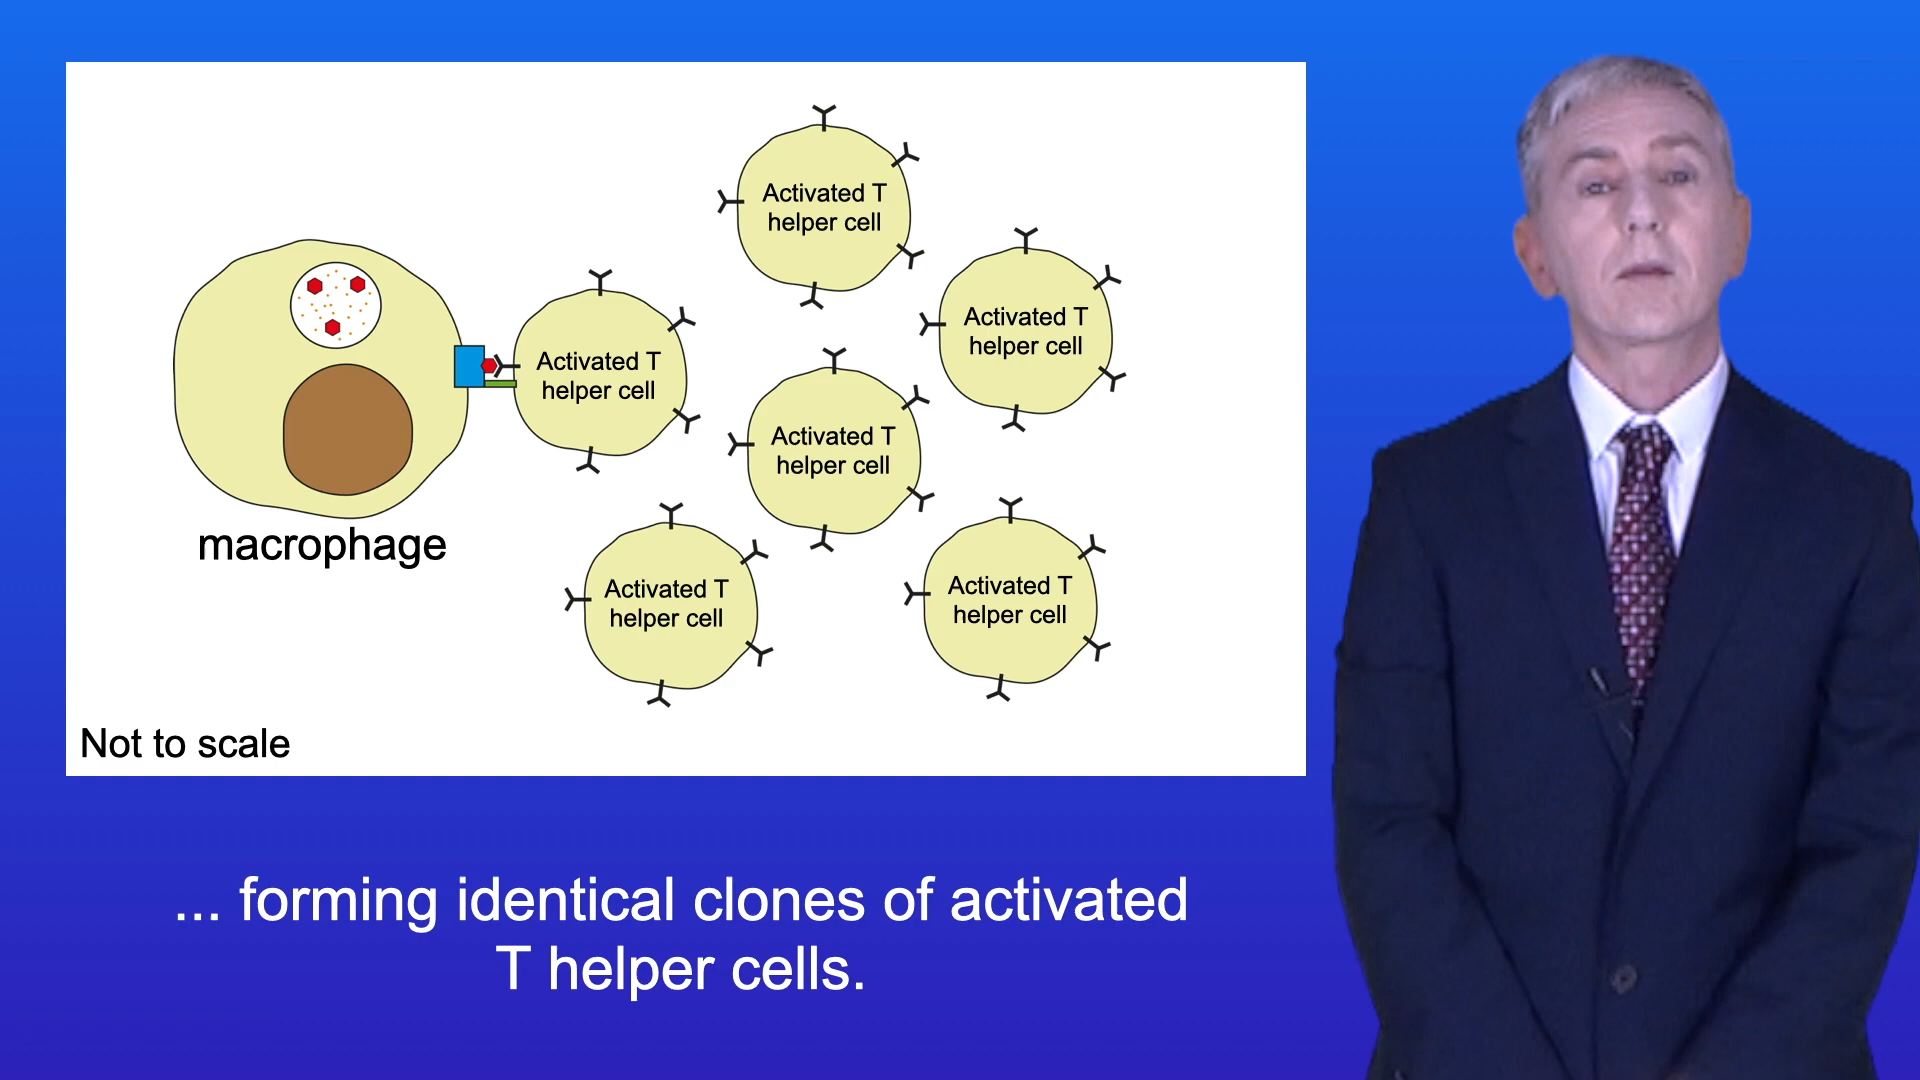 Activated T
helper cell
Activated T
helper cell
Activated T
helper cell
Activated T
helper cell
macrophage
Activated T
helper cell
Activated T
helper cell
Not to scale
... forming identical clones of activated
T helper cells.